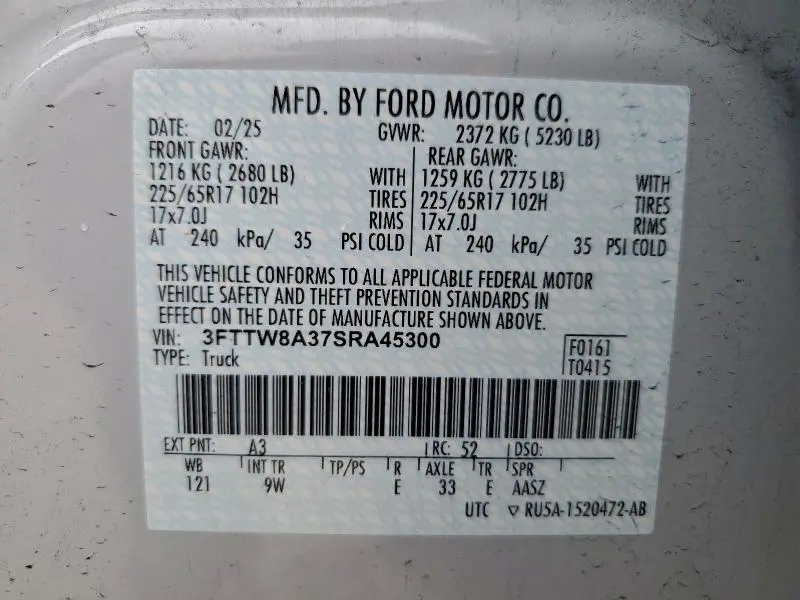 MFD. BY FORD MOTOR CO.
DATE: 02/25 GVWR: 2372 KG ( 5230 LB)
FRONT GAWR: REAR GAWR:
1216 KG ( 2680 LB) WITH 1259 KG ( 2775 LB) WITH
225/65R17 102H TIRES 225/65R17 102H TIRES
17x7.0J RIMS 17x7.0J RIMS
AT 240 kPa/ 35 PSI COLD AT 240 kPa/ 35 PSI COLD
THIS VEHICLE CONFORMS TO ALL APPLICABLE FEDERAL MOTOR
VEHICLE SAFETY AND THEFT PREVENTION STANDARDS IN
EFFECT ON THE DATE OF MANUFACTURE SHOWN ABOVE.
VIN: 3FTTW8A37SRA45300 F0161
TYPE: Truck T0415
EXT PNT: A3 RC: 52 DSO:
WB INT TR TP/PS R AXLE TR SPR
121 9W E 33 E AASZ
UTC ▽ RU5A-1520472-AB